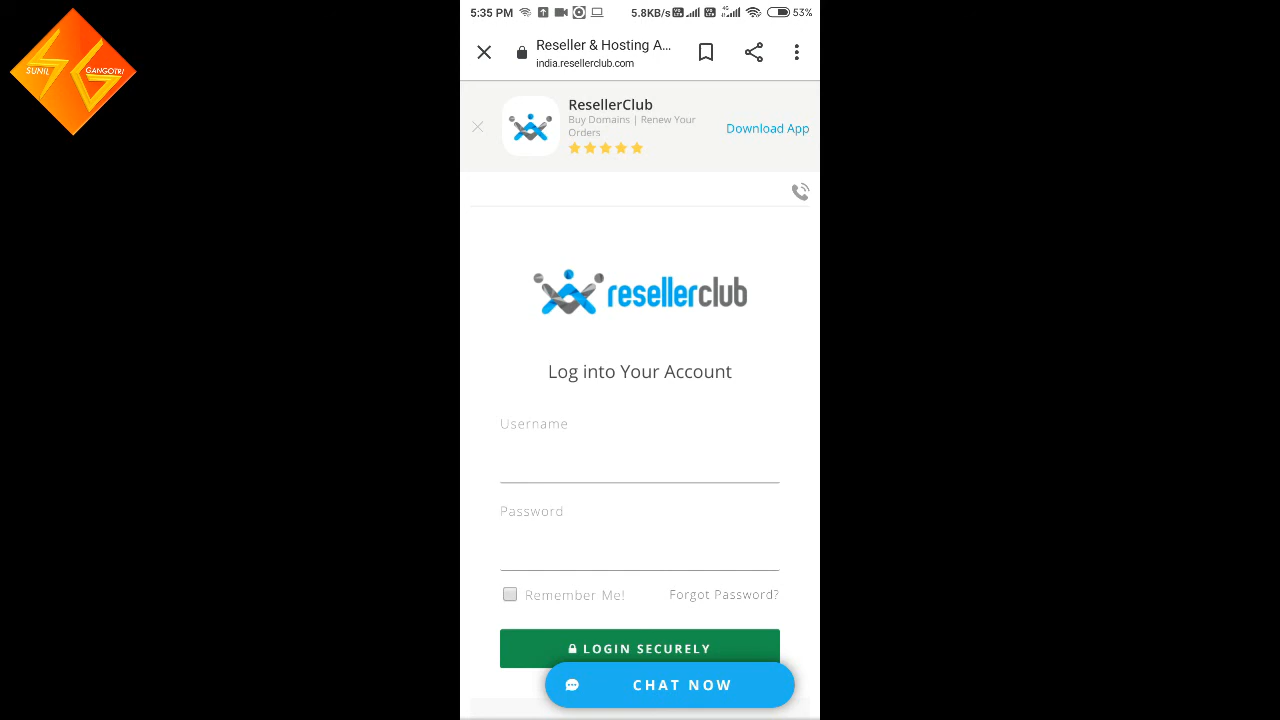 SUNIL
GANGOTRI
5:35 PM
5.8KB/s
53%
Reseller & Hosting A...
india.resellerclub.com
ResellerClub
Buy Domains | Renew Your
Orders
Download App
resellerclub
Log into Your Account
Username
Password
Remember Me!
Forgot Password?
LOGIN SECURELY
CHAT NOW